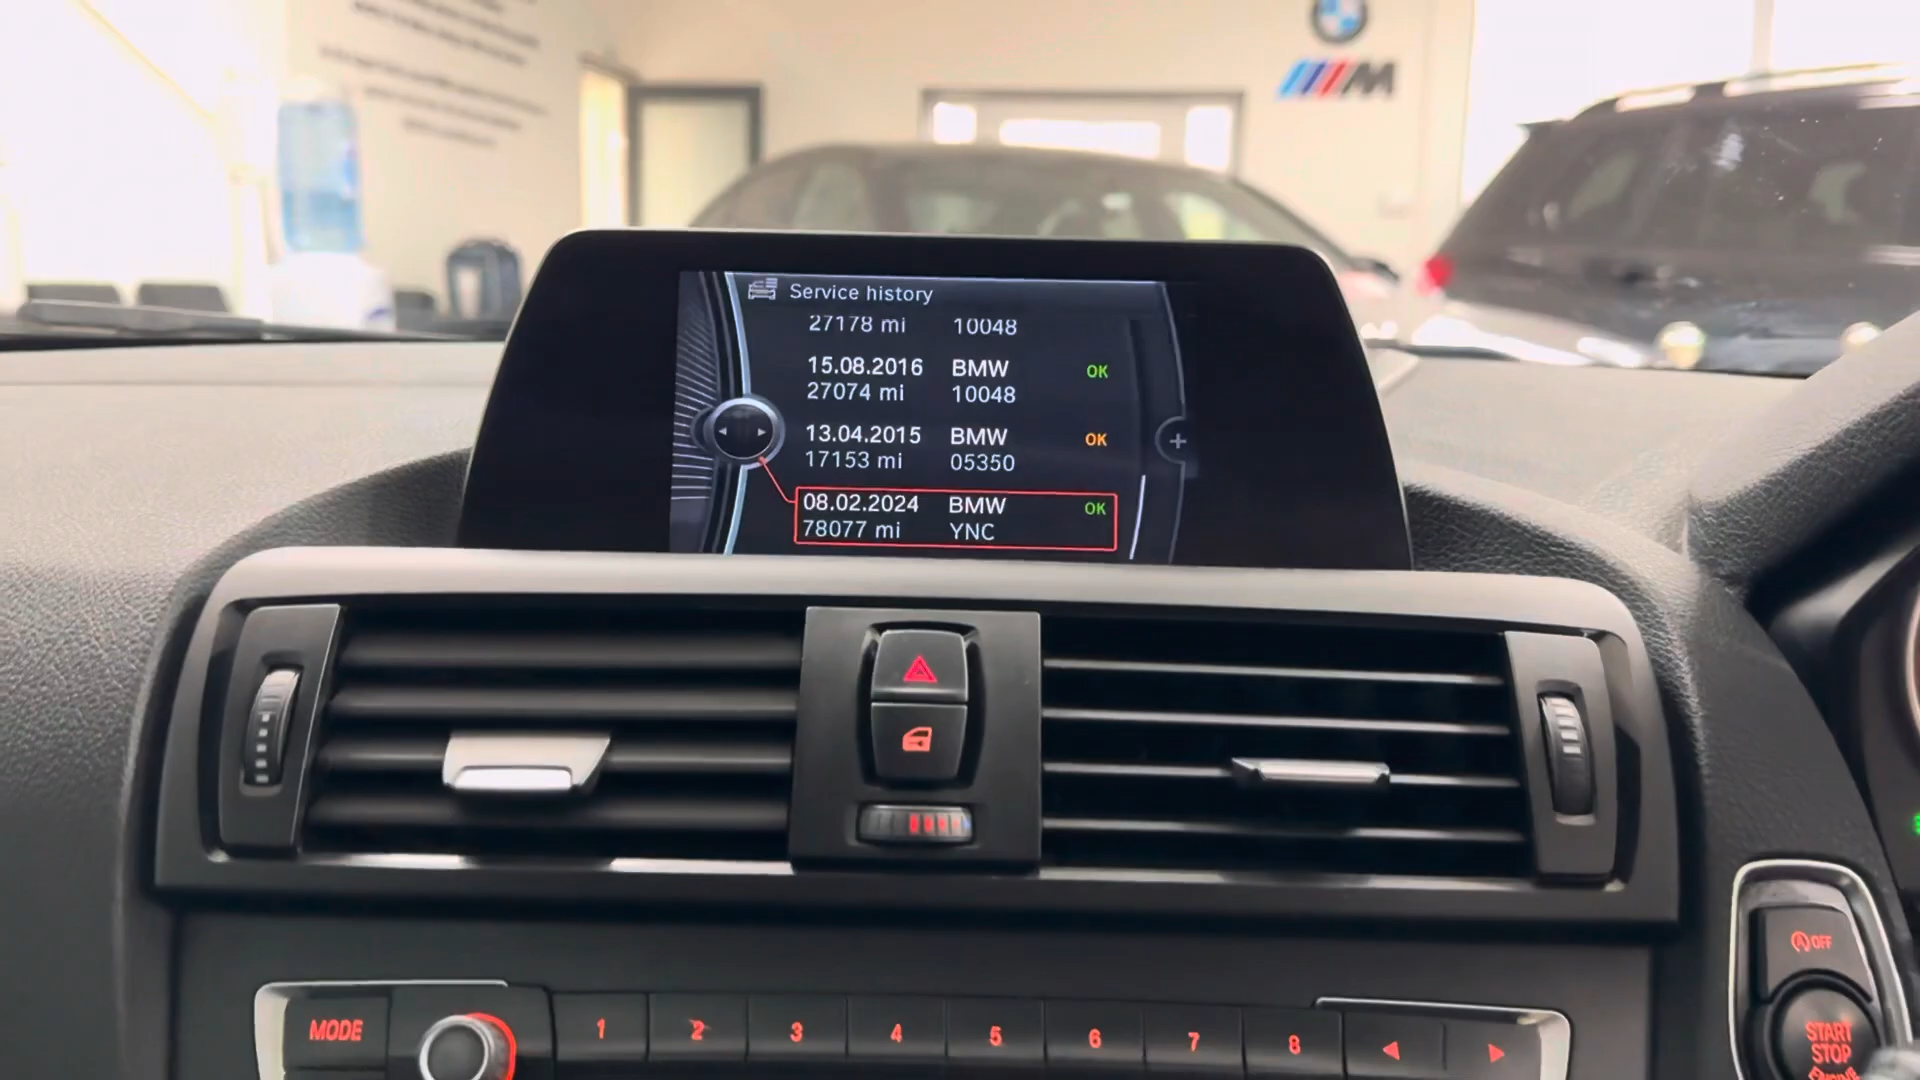 Service history
27178 mi 10048
15.08.2016 BMW OK
27074 mi 10048
13.04.2015 BMW OK
17153 mi 05350
08.02.2024 BMW OK
78077 mi YNC
M
OFF
MODE 1 2 3 4 5 6 7 8
START
STOP
ENGINE